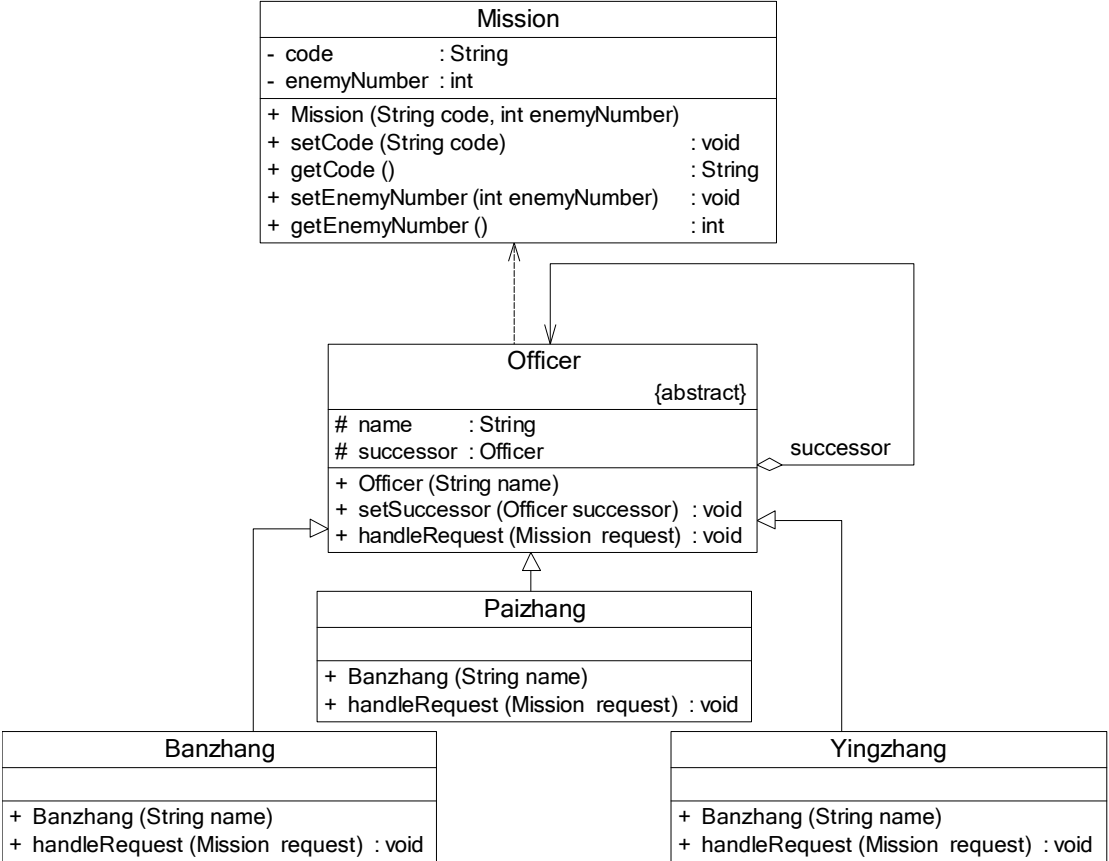 Mission
- code : String
- enemyNumber : int
+ Mission (String code, int enemyNumber)
+ setCode (String code) : void
+ getCode () : String
+ setEnemyNumber (int enemyNumber) : void
+ getEnemyNumber () : int
Officer
{abstract}
# name : String
# successor : Officer
successor
+ Officer (String name)
+ setSuccessor (Officer successor) : void
+ handleRequest (Mission request) : void
Paizhang
+ Banzhang (String name)
+ handleRequest (Mission request) : void
Banzhang
+ Banzhang (String name)
+ handleRequest (Mission request) : void
Yingzhang
+ Banzhang (String name)
+ handleRequest (Mission request) : void